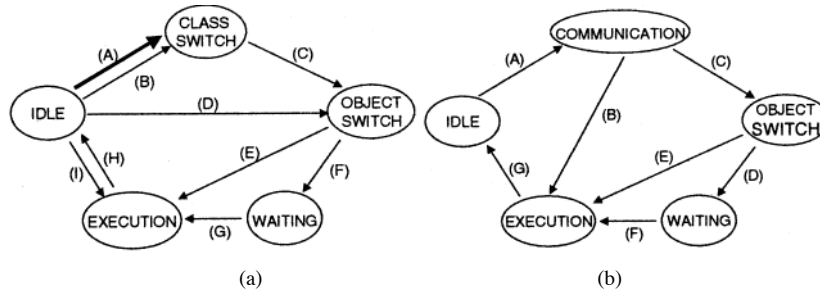 CLASS
SWITCH
(A)
(B)
(C)
IDLE
(D)
OBJECT
SWITCH
(E)
(F)
(H)
(I)
EXECUTION
(G)
WAITING
(a)
COMMUNICATION
(A)
(C)
(B)
IDLE
OBJECT
SWITCH
(E)
(D)
(G)
EXECUTION
(F)
WAITING
(b)